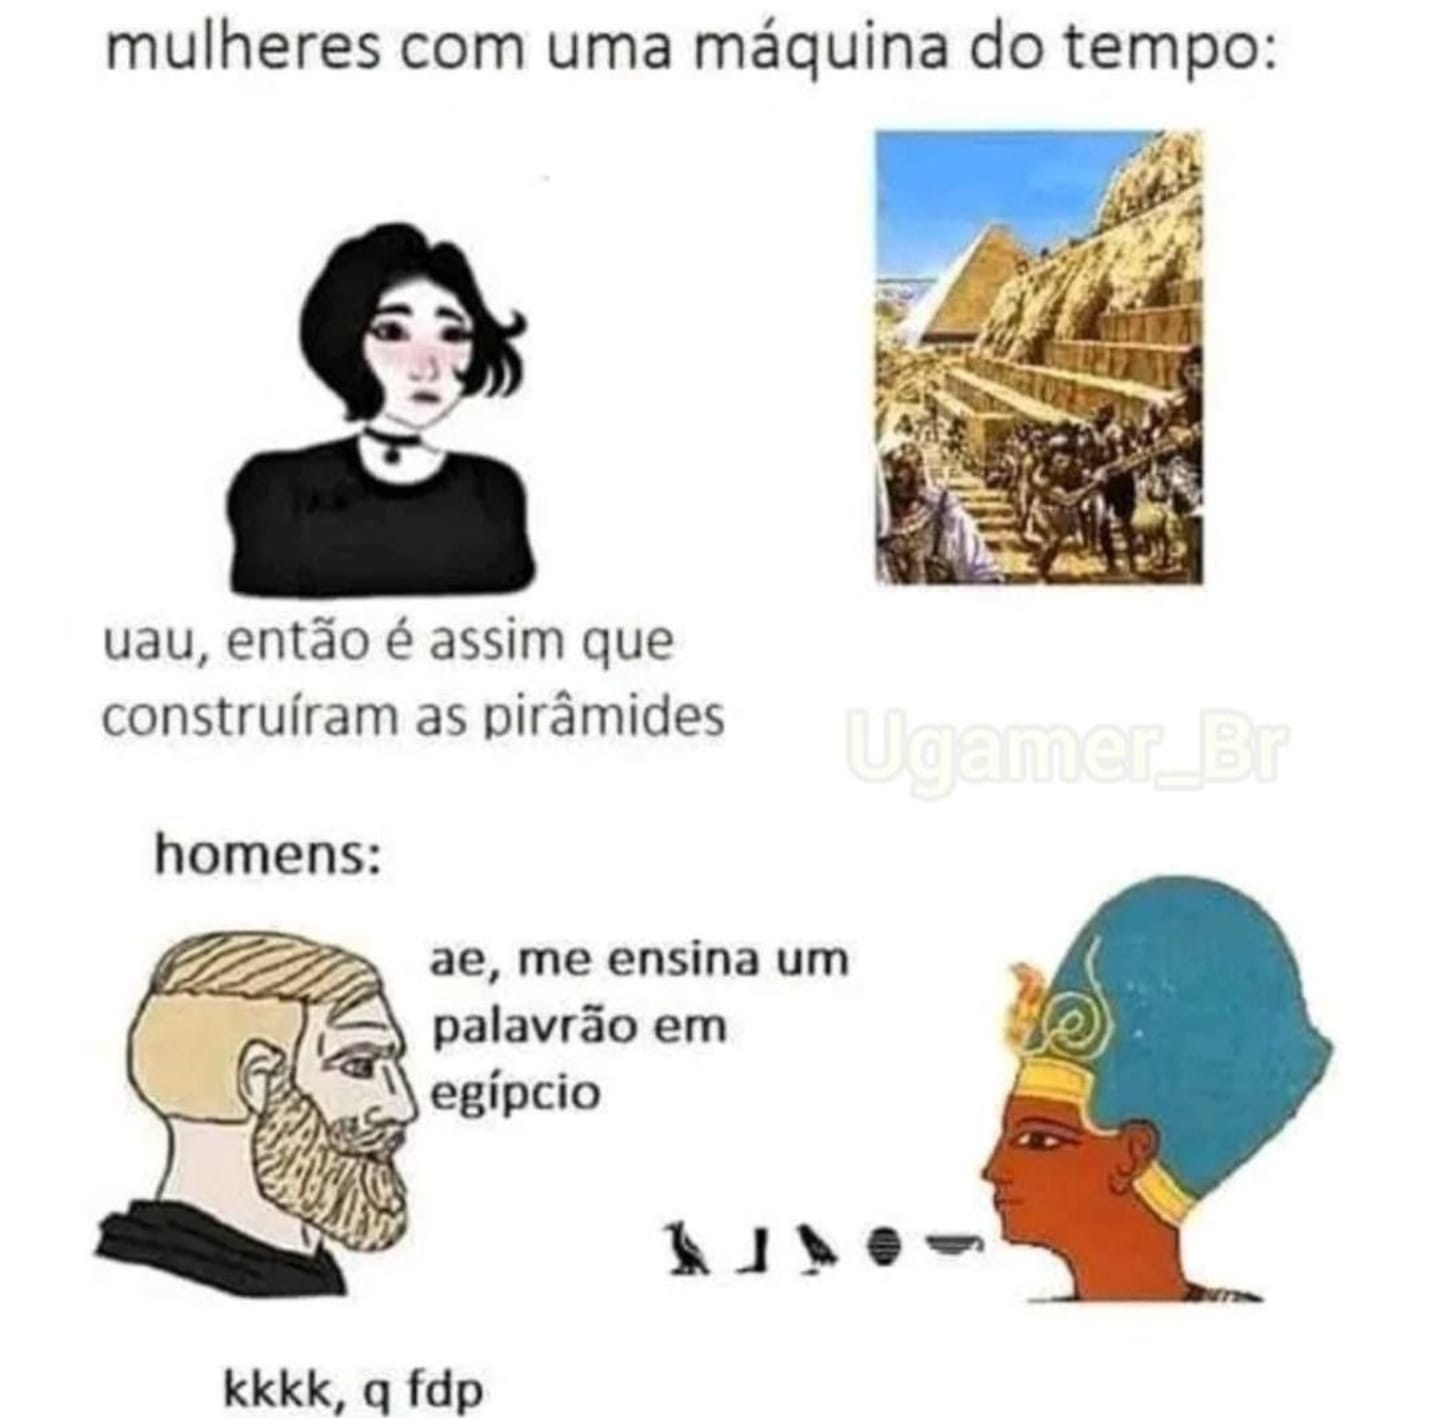 mulheres com uma máquina do tempo:
uau, então é assim que
construíram as pirâmides
Ugamer_Br
homens:
ae, me ensina um
palavrão em
egípcio
kkkk, q fdp